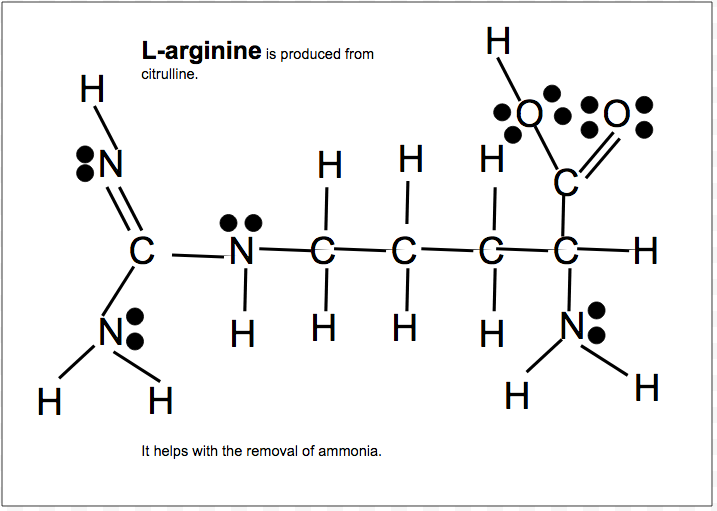 H
L-arginine is produced from
citrulline.
H
O O
N
H H H
C
C N C C C C H
N
H H H H N
H H
H H
It helps with the removal of ammonia.